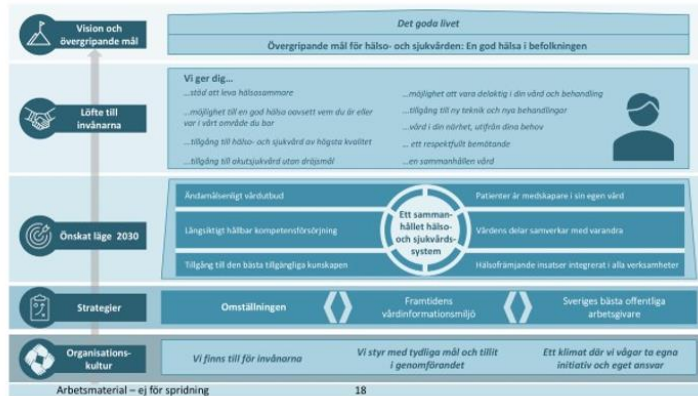 Vision och
övergripande mål
Det goda livet
Övergripande mål för hälso- och sjukvården: En god hälsa i befolkningen
Löfte till
invånarna
Vi ger dig…
…stöd att leva hälsosammare
…möjlighet till en god hälsa oavsett vem du är eller
var i vårt område du bor
…tillgång till hälso- och sjukvård av högsta kvalitet
…tillgång till akutsjukvård utan dröjsmål
…möjlighet att vara delaktig i din vård och behandling
…tillgång till ny teknik och nya behandlingar
…vård i din närhet, utifrån dina behov
… ett respektfullt bemötande
…en sammanhållen vård
Önskat läge 2030
Ändamålsenligt vårdutbud
Långsiktigt hållbar kompetensförsörjning
Tillgång till den bästa tillgängliga kunskapen
Ett samman-
hållet hälso-
och sjukvårds-
system
Patienter är medskapare i sin egen vård
Vårdens delar samverkar med varandra
Hälsofrämjande insatser integrerat i alla verksamheter
Strategier
Omställningen
Framtidens
vårdinformationsmiljö
Sveriges bästa offentliga
arbetsgivare
Organisations-
kultur
Vi finns till för invånarna
Vi styr med tydliga mål och tillit
i genomförandet
Ett klimat där vi vågar ta egna
initiativ och eget ansvar
Arbetsmaterial – ej för spridning
18